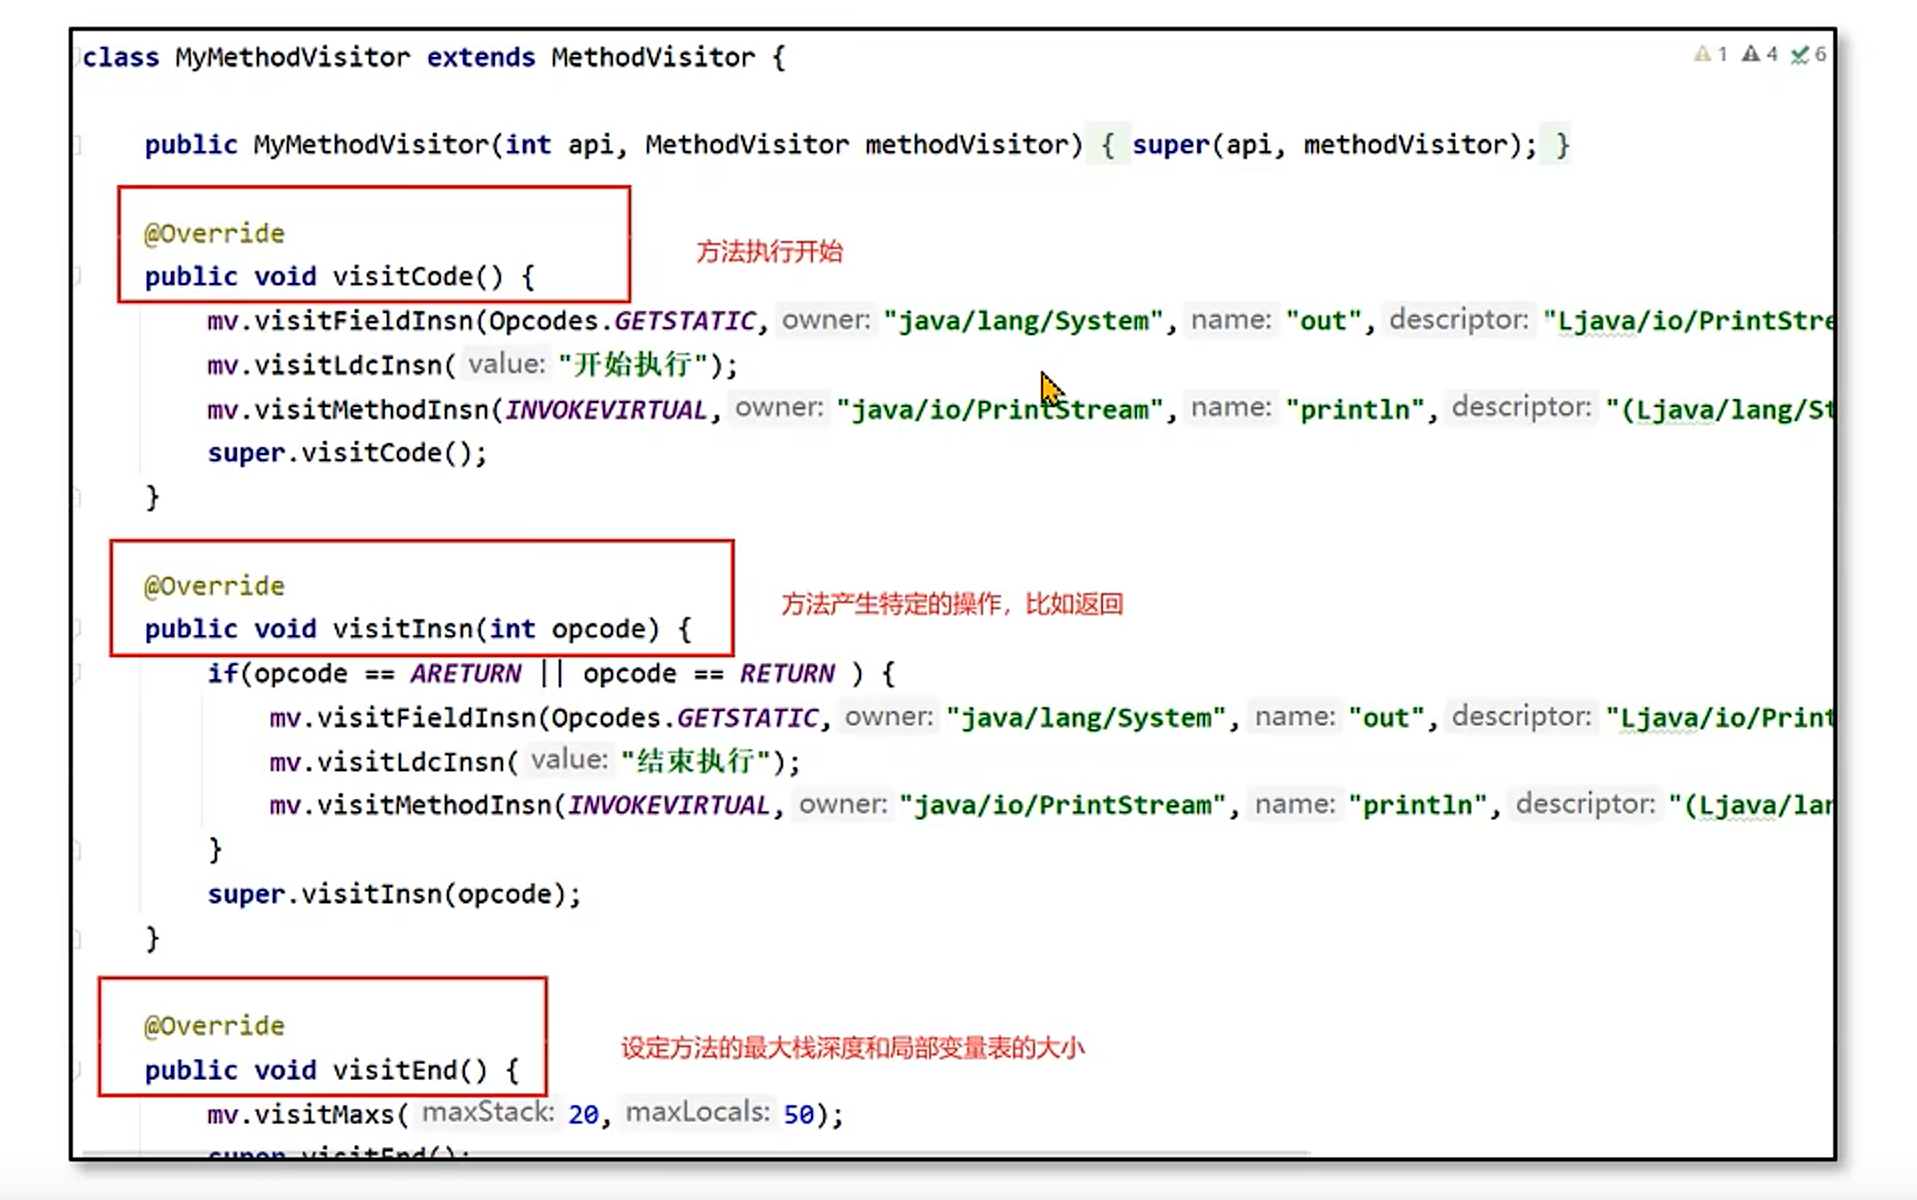 class MyMethodVisitor extends MethodVisitor {
1 4 6
public MyMethodVisitor(int api, MethodVisitor methodVisitor) { super(api, methodVisitor); }
@Override
方法执行开始
public void visitCode() {
mv.visitFieldInsn(Opcodes.GETSTATIC, owner: "java/lang/System", name: "out", descriptor: "Ljava/io/PrintStre
mv.visitLdcInsn( value: "开始执行");
mv.visitMethodInsn(INVOKEVIRTUAL, owner: "java/io/PrintStream", name: "println", descriptor: "(Ljava/lang/St
super.visitCode();
}
@Override
方法产生特定的操作，比如返回
public void visitInsn(int opcode) {
if(opcode == ARETURN || opcode == RETURN ) {
mv.visitFieldInsn(Opcodes.GETSTATIC, owner: "java/lang/System", name: "out", descriptor: "Ljava/io/Print
mv.visitLdcInsn( value: "结束执行");
mv.visitMethodInsn(INVOKEVIRTUAL, owner: "java/io/PrintStream", name: "println", descriptor: "(Ljava/lan
}
super.visitInsn(opcode);
}
@Override
设定方法的最大栈深度和局部变量表的大小
public void visitEnd() {
mv.visitMaxs( maxStack: 20, maxLocals: 50);
super.visitEnd();